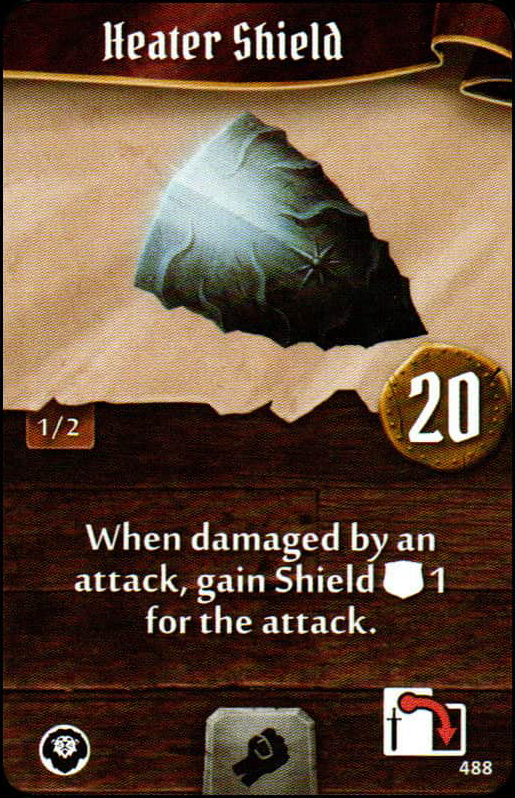 Heater Shield
1/2
20
When damaged by an
attack, gain Shield 1
for the attack.
488